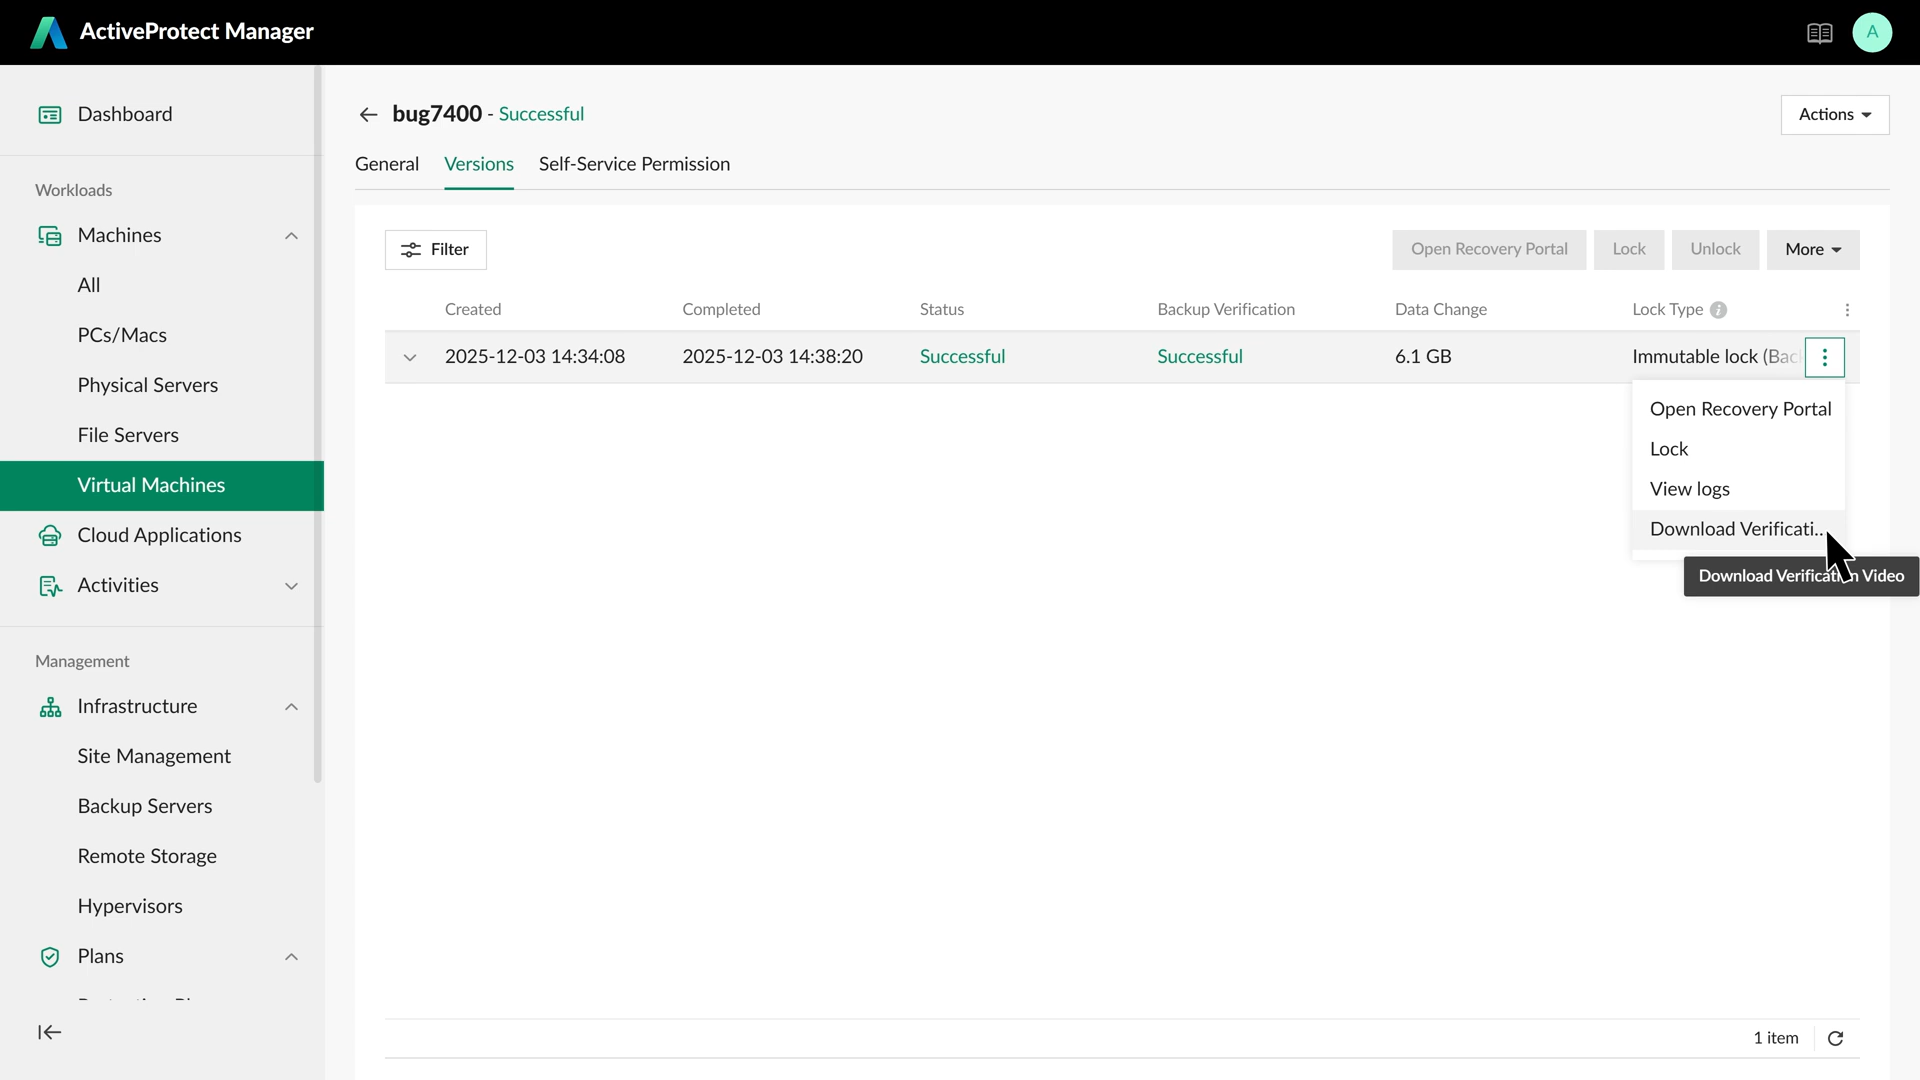 ActiveProtect Manager
A
Dashboard
Workloads
Machines
All
PCs/Macs
Physical Servers
File Servers
Virtual Machines
Cloud Applications
Activities
Management
Infrastructure
Site Management
Backup Servers
Remote Storage
Hypervisors
Plans
bug7400 - Successful
Actions
General Versions Self-Service Permission
Filter
Open Recovery Portal Lock Unlock More
Created Completed Status Backup Verification Data Change Lock Type
2025-12-03 14:34:08 2025-12-03 14:38:20 Successful Successful 6.1 GB Immutable lock (Bac
Open Recovery Portal
Lock
View logs
Download Verificati...
Download Verification Video
1 item